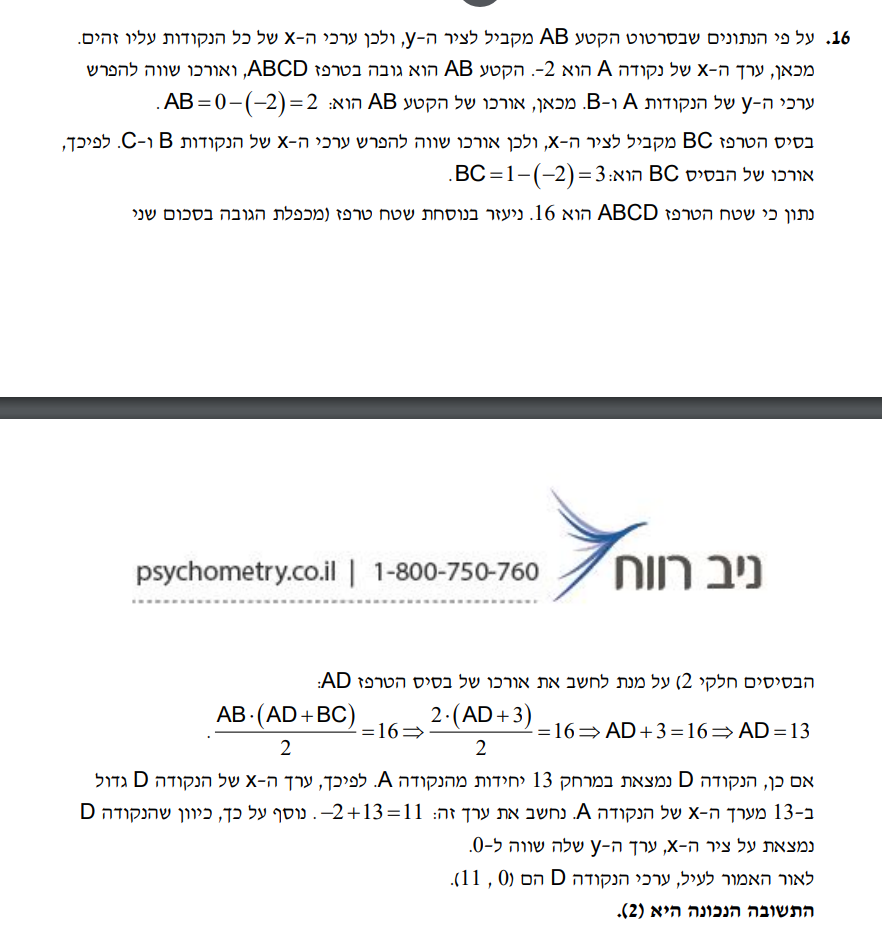 16. על פי הנתונים שבסרטוט הקטע AB מקביל לציר ה-y, ולכן ערכי ה-x של כל הנקודות עליו זהים.
מכאן, ערך ה-x של נקודה A הוא 2-. הקטע AB הוא גובה בטרפז ABCD, ואורכו שווה להפרש
ערכי ה-y של הנקודות A ו-B. מכאן, אורכו של הקטע AB הוא: AB = 0−(−2) = 2 .
בסיס הטרפז BC מקביל לציר ה-x, ולכן אורכו שווה להפרש ערכי ה-x של הנקודות B ו-C. לפיכך,
אורכו של הבסיס BC הוא: BC = 1−(−2) = 3 .
נתון כי שטח הטרפז ABCD הוא 16. ניעזר בנוסחת שטח טרפז (מכפלת הגובה בסכום שני
ניב רווח
psychometry.co.il | 1-800-750-760
הבסיסים חלקי 2) על מנת לחשב את אורכו של בסיס הטרפז AD:
AB·(AD+BC)/2 = 16 ⇒ 2·(AD+3)/2 = 16 ⇒ AD+3 = 16 ⇒ AD = 13 .
אם כן, הנקודה D נמצאת במרחק 13 יחידות מהנקודה A. לפיכך, ערך ה-x של הנקודה D גדול
ב-13 מערך ה-x של הנקודה A. נחשב את ערך זה: −2+13 = 11 . נוסף על כך, כיוון שהנקודה D
נמצאת על ציר ה-x, ערך ה-y שלה שווה ל-0.
לאור האמור לעיל, ערכי הנקודה D הם (0 , 11).
התשובה הנכונה היא (2).